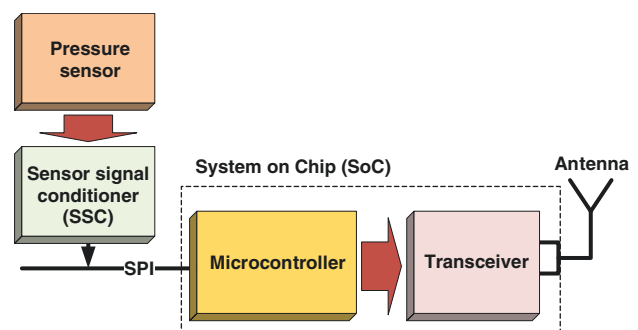 Pressure
sensor
Sensor signal
conditioner
(SSC)
System on Chip (SoC)
Antenna
SPI
Microcontroller
Transceiver